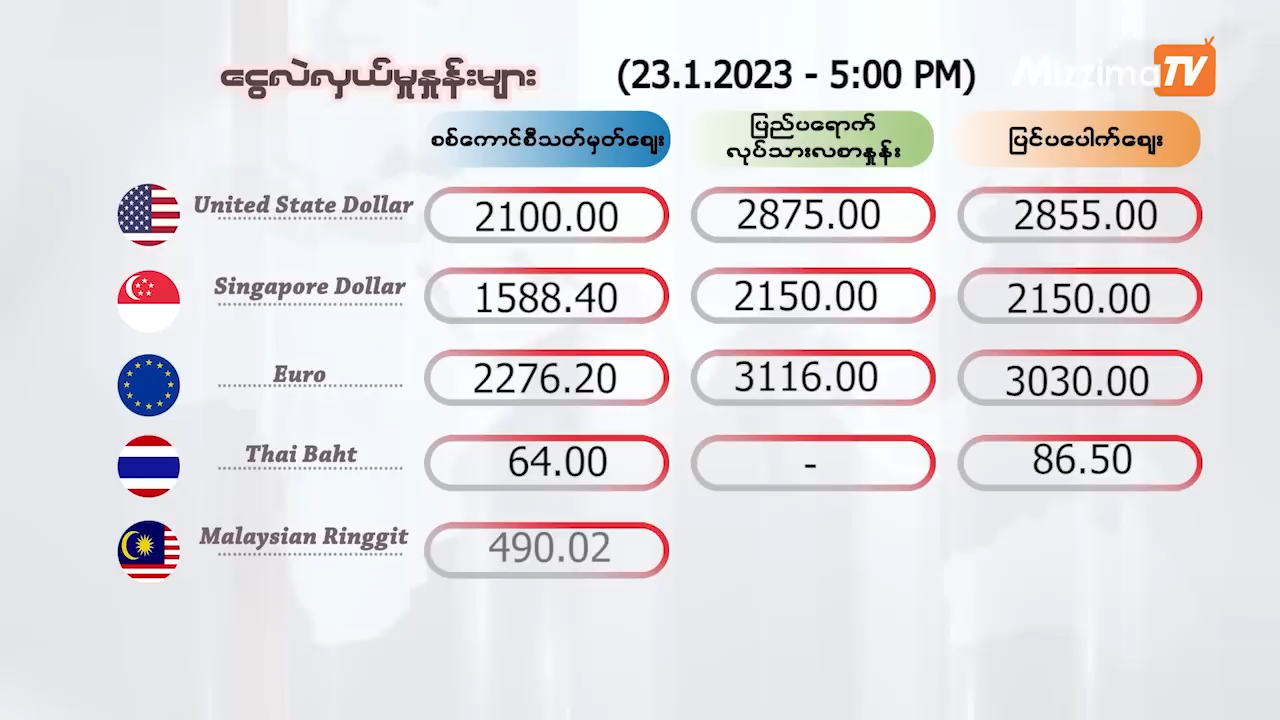 ငွေလဲလှယ်မှုနှုန်းများ (23.1.2023 - 5:00 PM) Mizzima TV
စစ်ကောင်စီသတ်မှတ်ဈေး
ပြည်ပရောက်
လုပ်သားလစာနှုန်း
ပြင်ပပေါက်ဈေး
United State Dollar 2100.00 2875.00 2855.00
Singapore Dollar 1588.40 2150.00 2150.00
Euro 2276.20 3116.00 3030.00
Thai Baht 64.00 - 86.50
Malaysian Ringgit 490.02